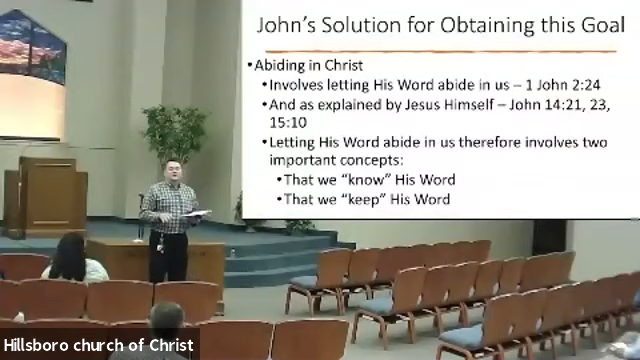 John's Solution for Obtaining this Goal
•Abiding in Christ
•Involves letting His Word abide in us – 1 John 2:24
•And as explained by Jesus Himself – John 14:21, 23,
15:10
•Letting His Word abide in us therefore involves two
important concepts:
•That we “know” His Word
•That we “keep” His Word
Hillsboro church of Christ